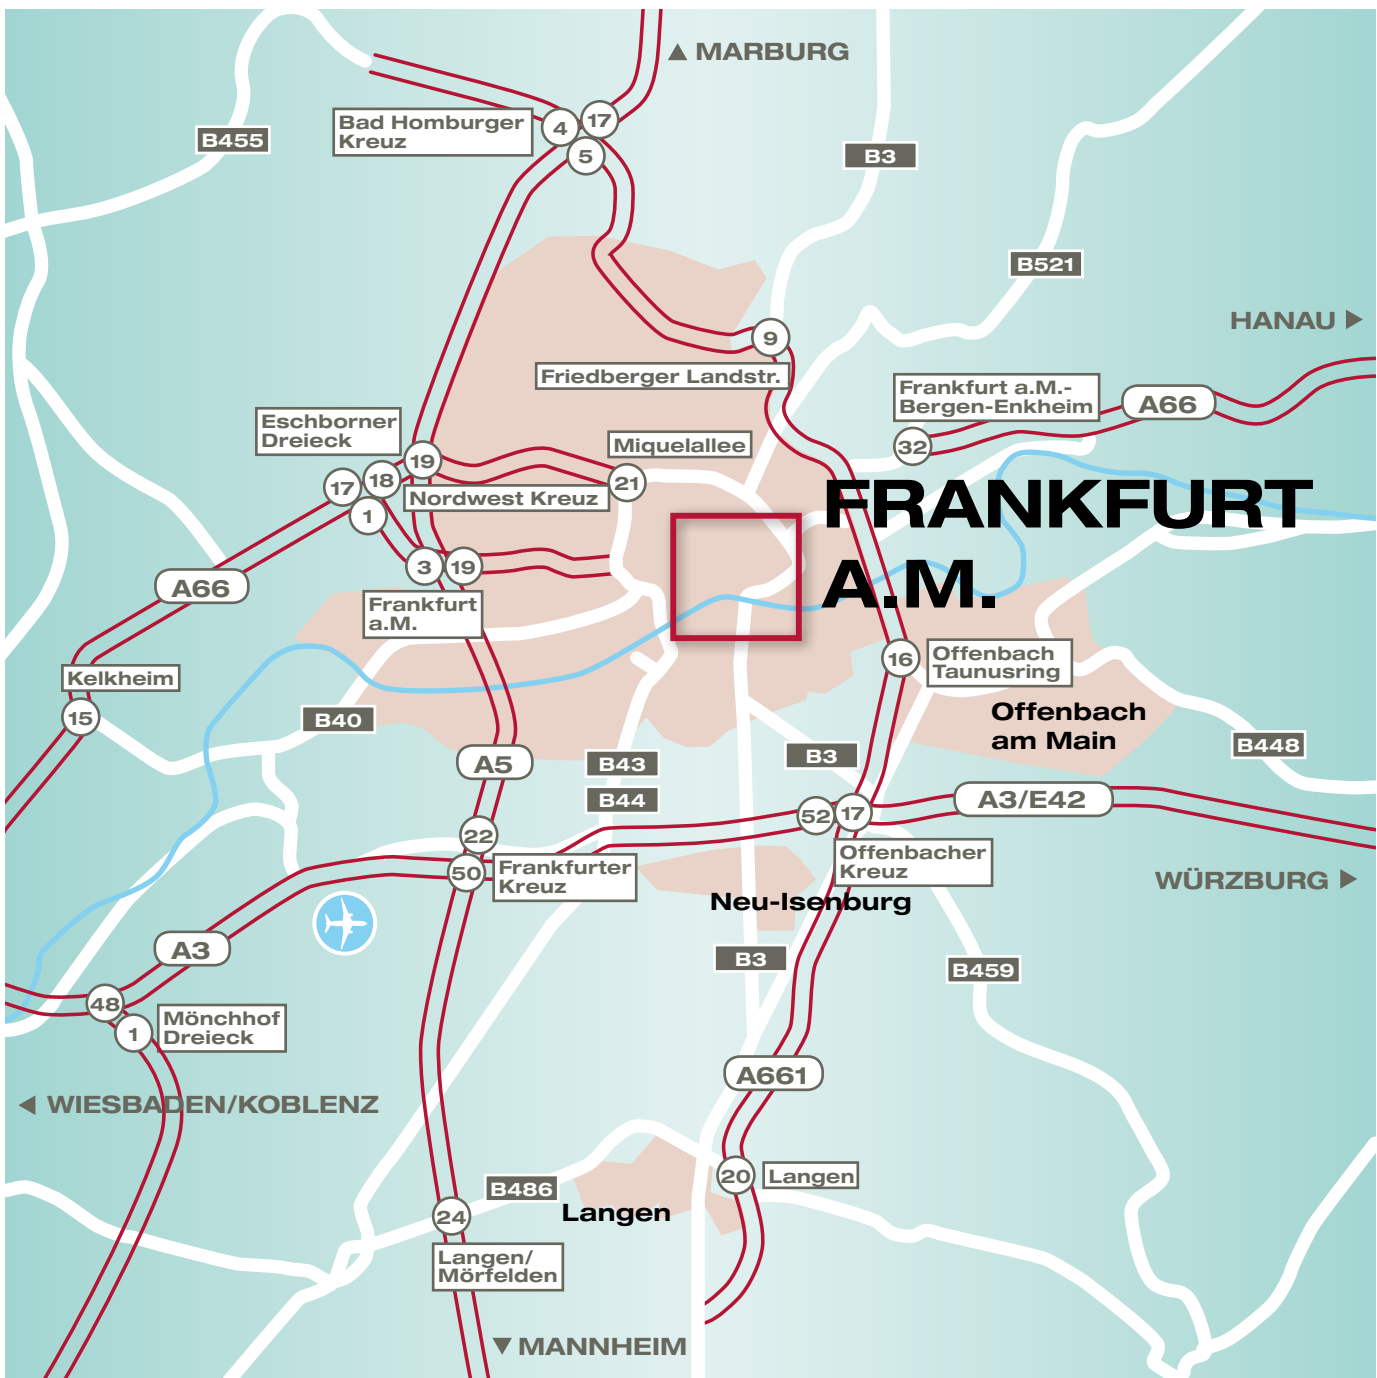 MARBURG
Bad Homburger
Kreuz
4
17
5
B455
B3
B521
HANAU
9
Friedberger Landstr.
Frankfurt a.M.-
Bergen-Enkheim
A66
32
Eschborner
Dreieck
Miquelallee
19
18
17
1
21
Nordwest Kreuz
FRANKFURT
A.M.
3
19
A66
Frankfurt
a.M.
16
Offenbach
Taunusring
Kelkheim
15
B40
Offenbach
am Main
A5
B43
B44
B3
B448
A3/E42
52
17
22
50
Frankfurter
Kreuz
Offenbacher
Kreuz
WÜRZBURG
Neu-Isenburg
A3
B3
B459
48
1
Mönchhof
Dreieck
A661
WIESBADEN/KOBLENZ
20
Langen
B486
Langen
24
Langen/
Mörfelden
MANNHEIM